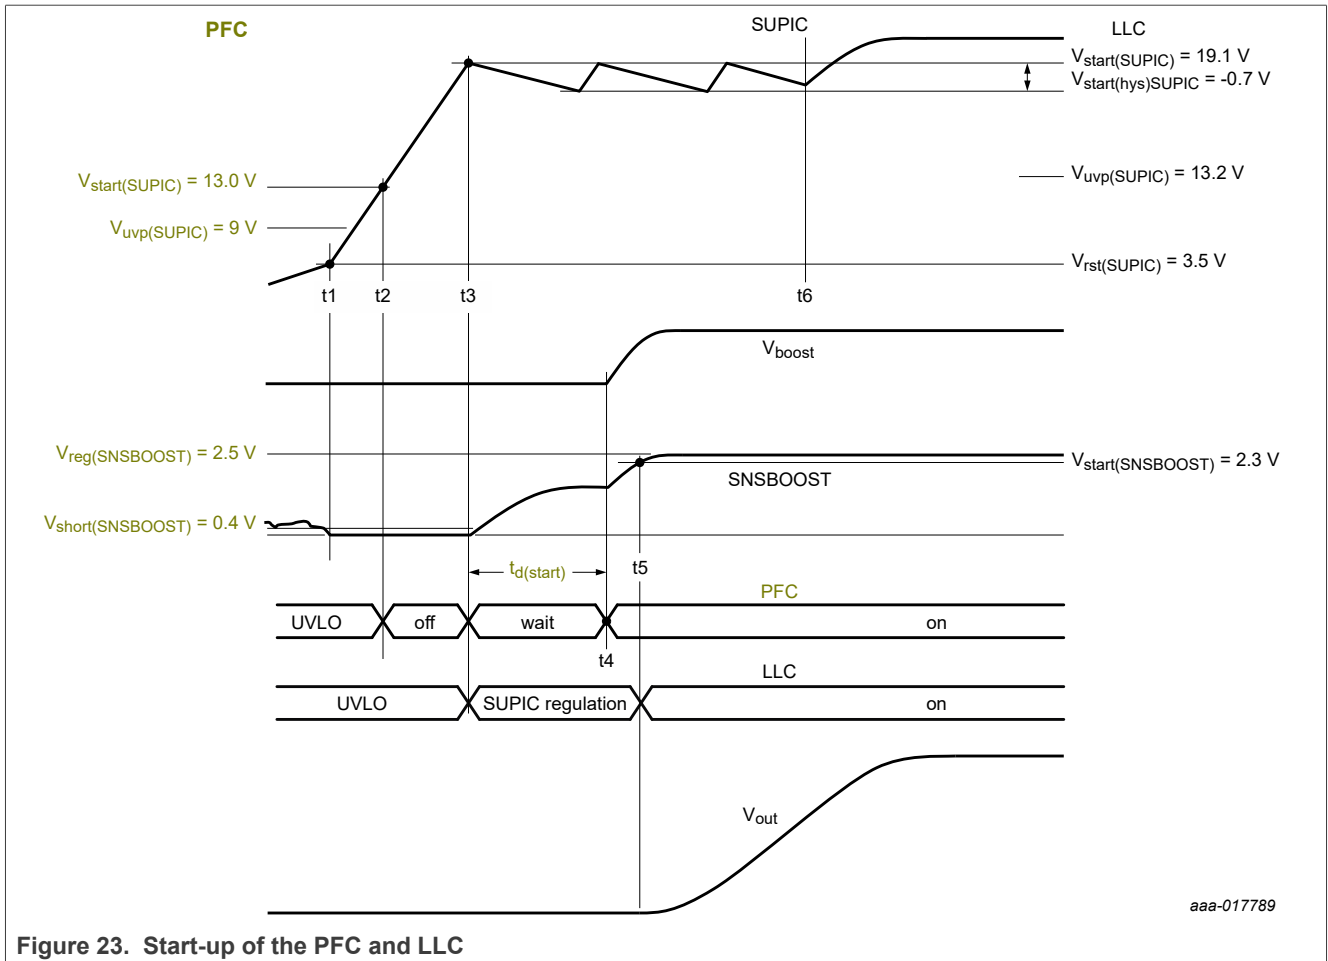 PFC
SUPIC
LLC
Vstart(SUPIC) = 19.1 V
Vstart(hys)SUPIC = -0.7 V
Vstart(SUPIC) = 13.0 V
Vuvp(SUPIC) = 13.2 V
Vuvp(SUPIC) = 9 V
Vrst(SUPIC) = 3.5 V
t1
t2
t3
t6
Vboost
Vreg(SNSBOOST) = 2.5 V
Vstart(SNSBOOST) = 2.3 V
SNSBOOST
Vshort(SNSBOOST) = 0.4 V
td(start)
t5
PFC
UVLO
off
wait
on
t4
LLC
UVLO
SUPIC regulation
on
Vout
aaa-017789
Figure 23. Start-up of the PFC and LLC